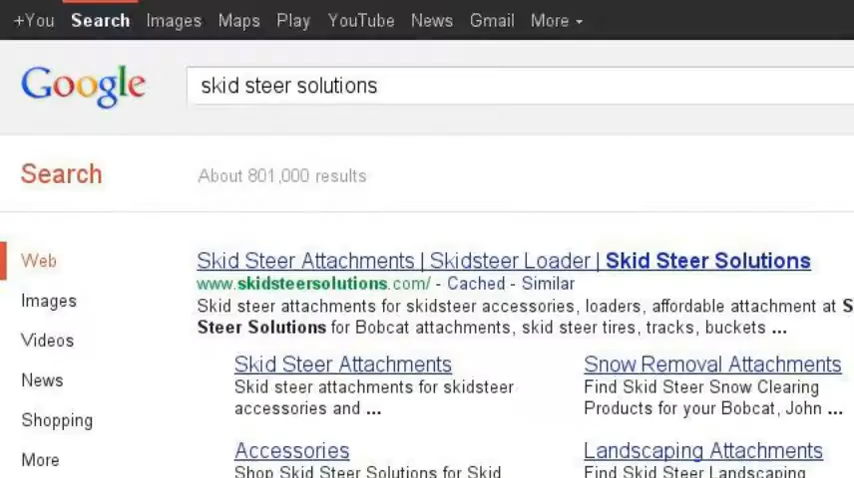 +You Search Images Maps Play YouTube News Gmail More
Google
skid steer solutions
Search
About 801,000 results
Web
Images
Videos
News
Shopping
More
Skid Steer Attachments | Skidsteer Loader | Skid Steer Solutions
www.skidsteersolutions.com/ - Cached - Similar
Skid steer attachments for skidsteer accessories, loaders, affordable attachment at S
Steer Solutions for Bobcat attachments, skid steer tires, tracks, buckets ...
Skid Steer Attachments
Skid steer attachments for skidsteer
accessories and ...
Snow Removal Attachments
Find Skid Steer Snow Clearing
Products for your Bobcat, John ...
Accessories
Shop Skid Steer Solutions for Skid
Landscaping Attachments
Find Skid Steer Landscaping